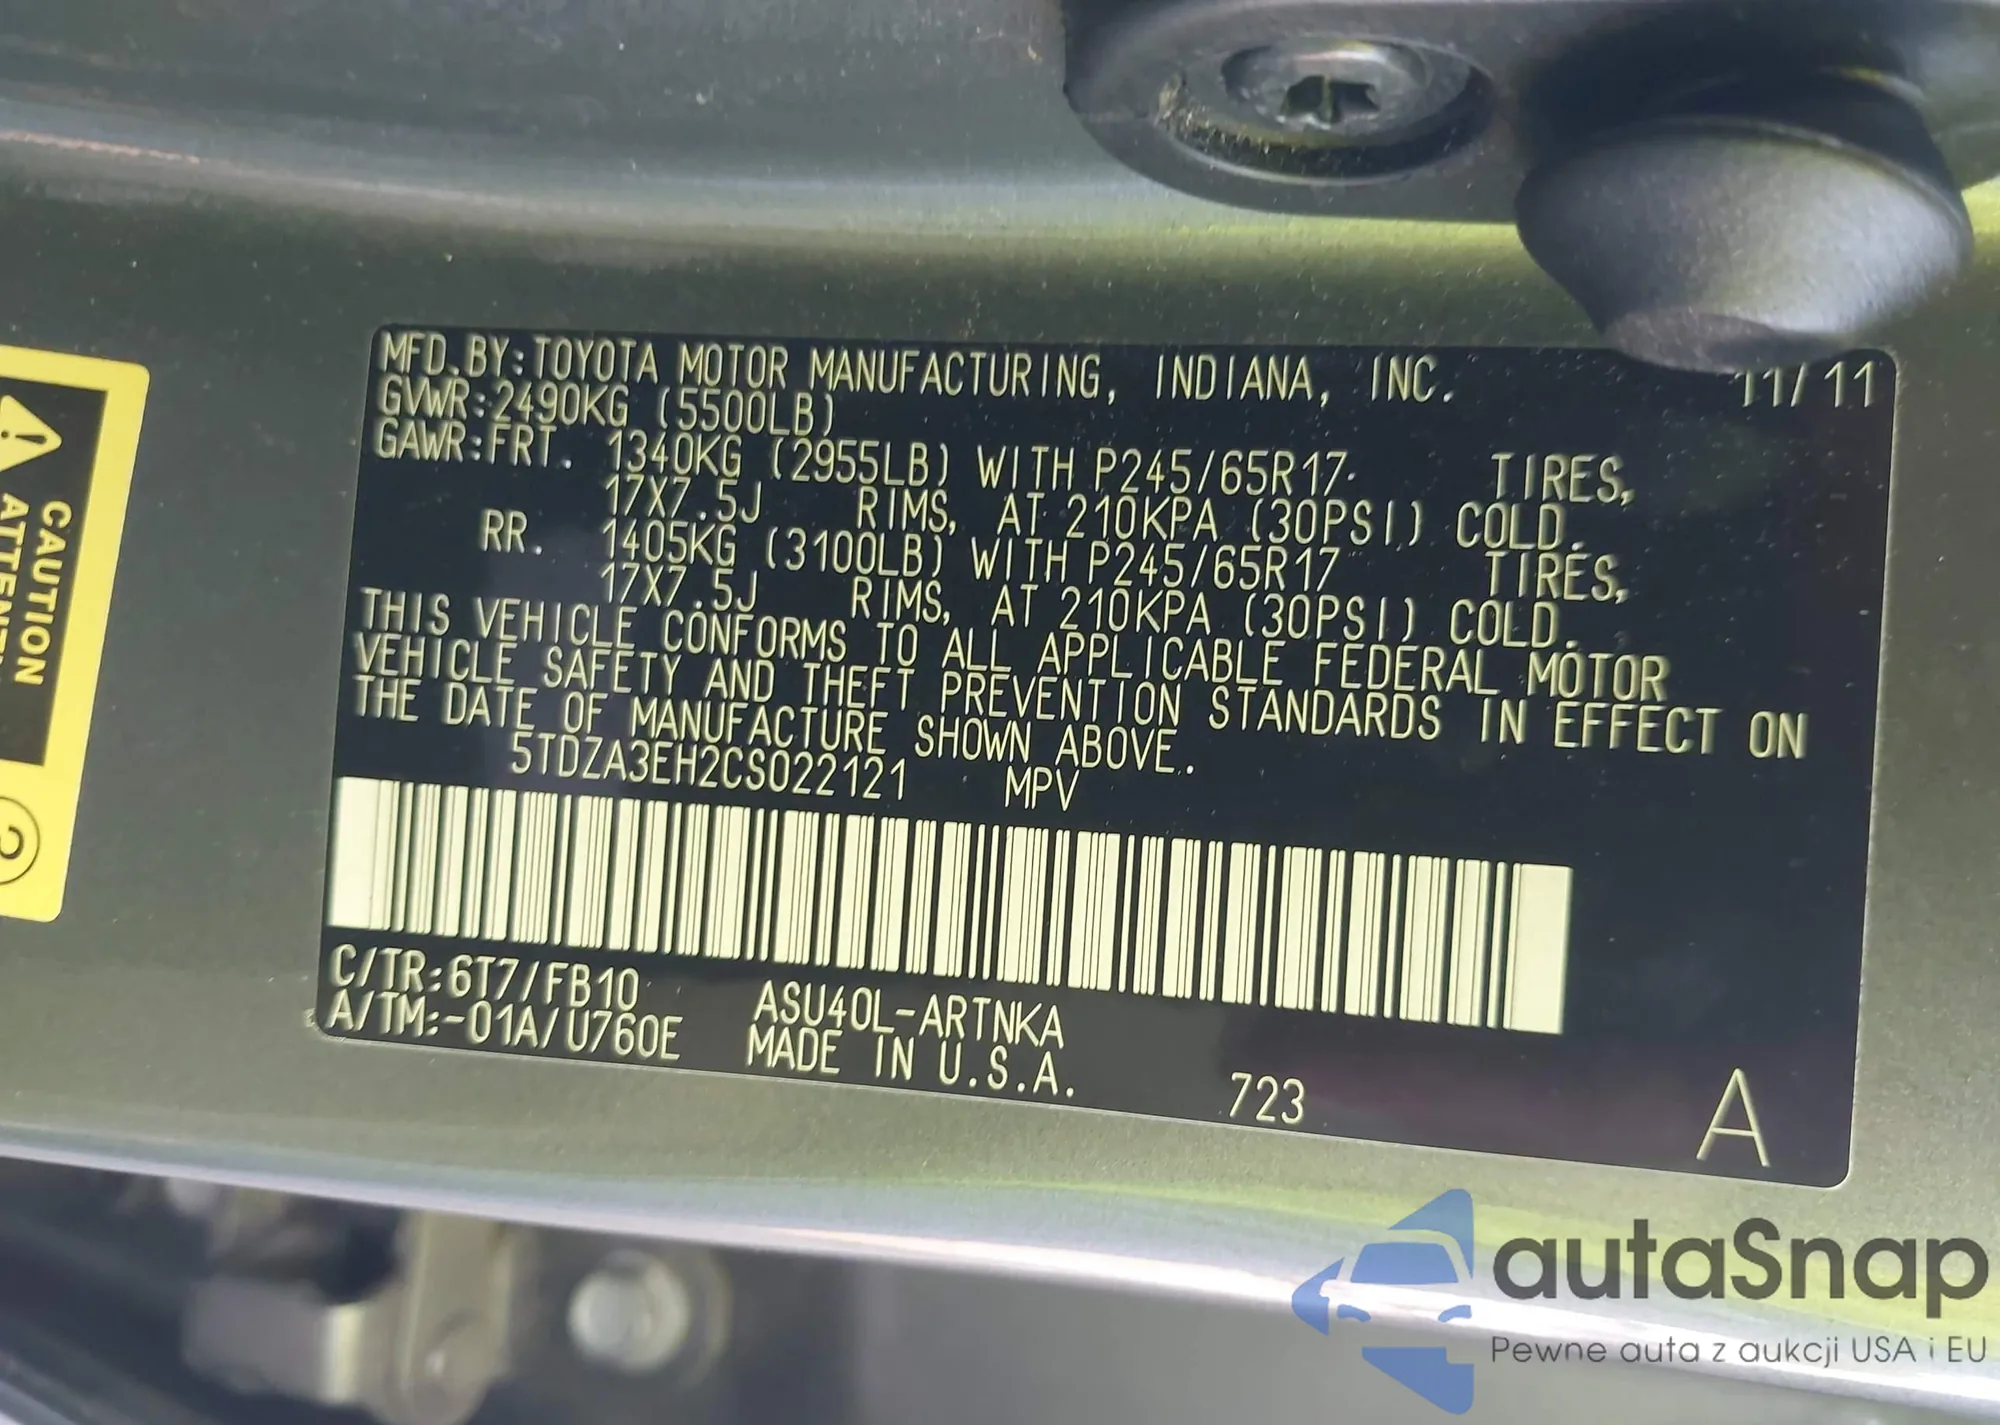 MFD.BY:TOYOTA MOTOR MANUFACTURING, INDIANA, INC. 11/11
GVWR:2490KG (5500LB)
GAWR:FRT. 1340KG (2955LB) WITH P245/65R17 TIRES,
17X7.5J RIMS, AT 210KPA (30PSI) COLD.
RR. 1405KG (3100LB) WITH P245/65R17 TIRES,
17X7.5J RIMS, AT 210KPA (30PSI) COLD.
THIS VEHICLE CONFORMS TO ALL APPLICABLE FEDERAL MOTOR
VEHICLE SAFETY AND THEFT PREVENTION STANDARDS IN EFFECT ON
THE DATE OF MANUFACTURE SHOWN ABOVE.
5TDZA3EH2CS022121 MPV
C/TR:6T7/FB10 ASU40L-ARTNKA
A/TM:-01A/U760E MADE IN U.S.A. 723 A
CAUTION
autaSnap
Pewne auta z aukcji USA i EU